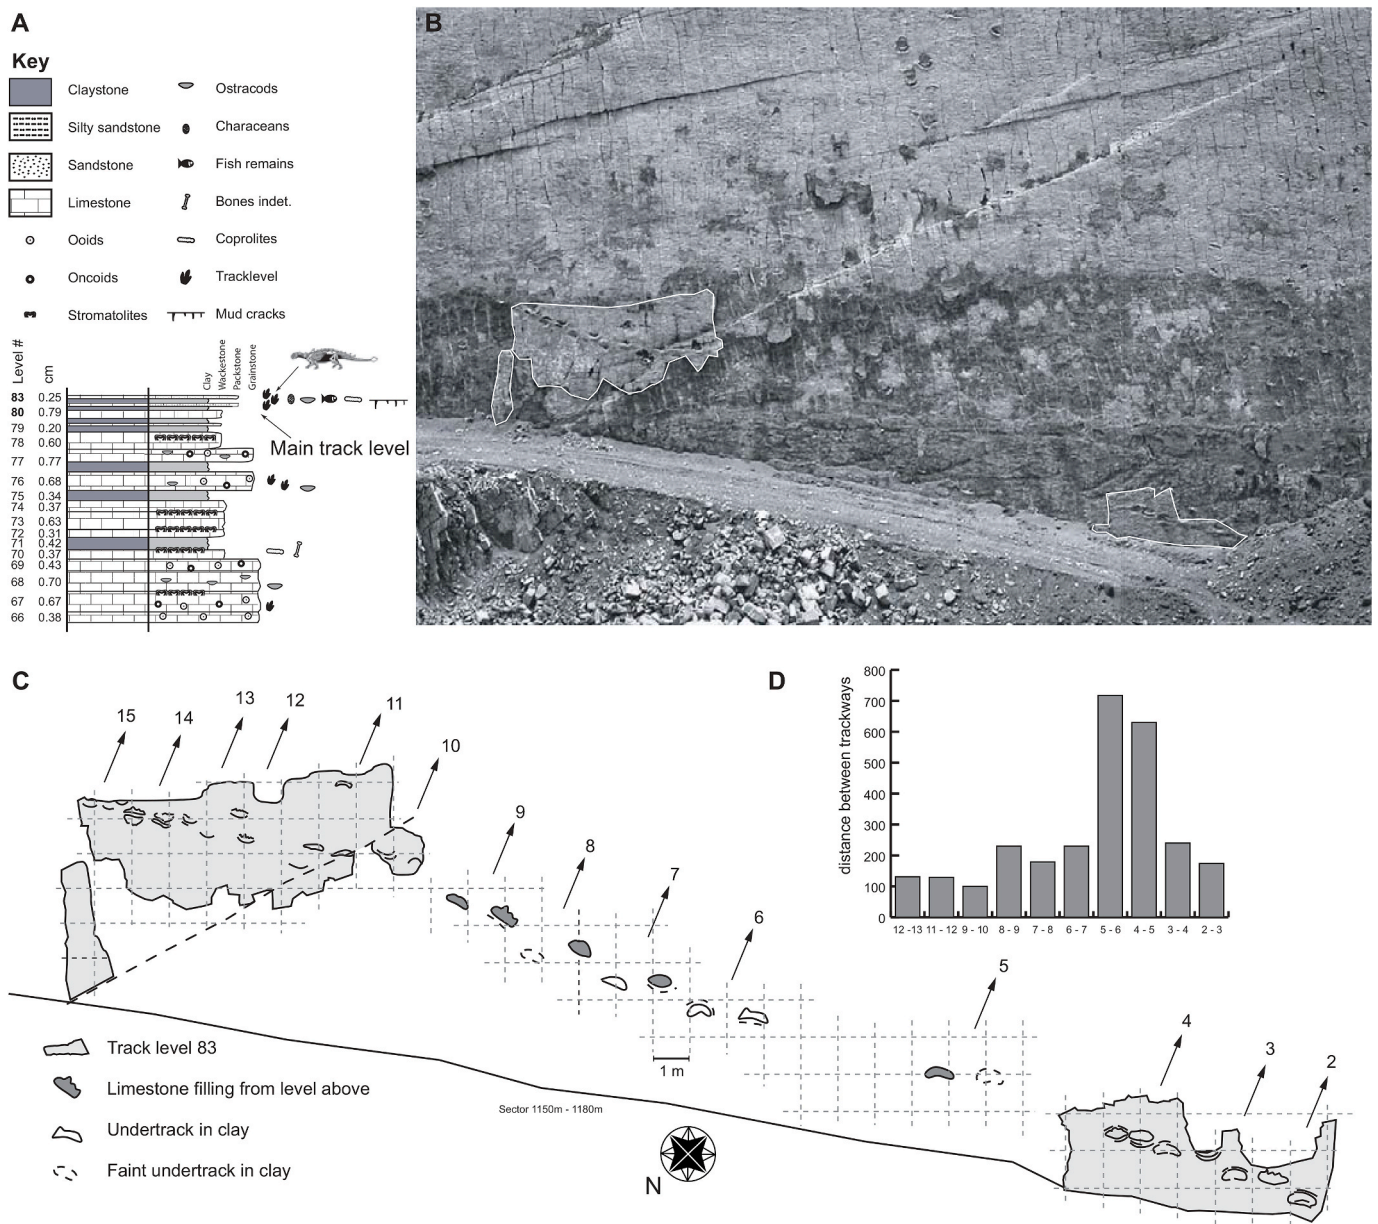 A
Key
Claystone
Silty sandstone
Sandstone
Limestone
Ooids
Oncoids
Stromatolites
Ostracods
Characeans
Fish remains
Bones indet.
Coprolites
Tracklevel
Mud cracks
Level #
cm
Clay
Wackestone
Packstone
Grainstone
83 0.25
80 0.79
79 0.20
78 0.60
77 0.77
76 0.68
75 0.34
74 0.37
73 0.63
72 0.31
71 0.42
70 0.37
69 0.43
68 0.70
67 0.67
66 0.38
Main track level
B
C
15
14
13
12
11
10
9
8
7
6
5
4
3
2
1 m
Track level 83
Limestone filling from level above
Undertrack in clay
Faint undertrack in clay
Sector 1150m - 1180m
N
D
distance between trackways
800
700
600
500
400
300
200
100
0
12 -13 11 - 12 9 - 10 8 - 9 7 - 8 6 - 7 5 - 6 4 - 5 3 - 4 2 - 3